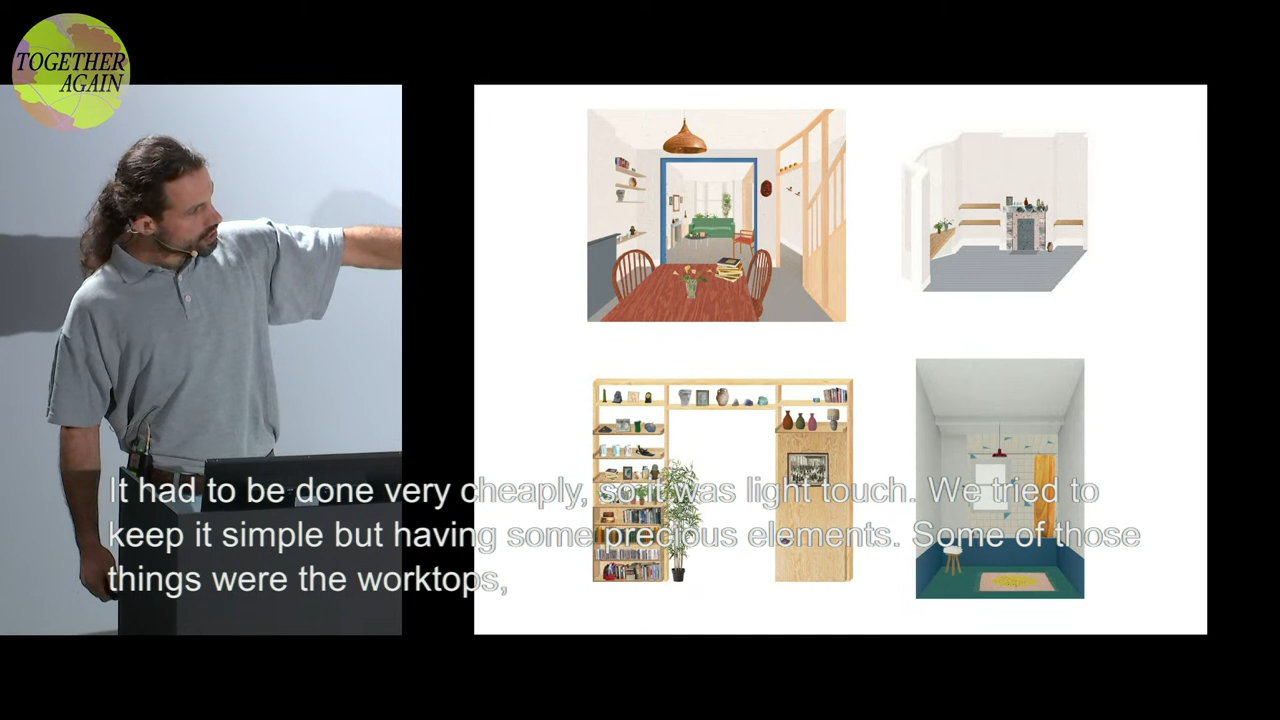 TOGETHER
AGAIN
It had to be done very cheaply, so it was light touch. We tried to
keep it simple but having some precious elements. Some of those
things were the worktops,